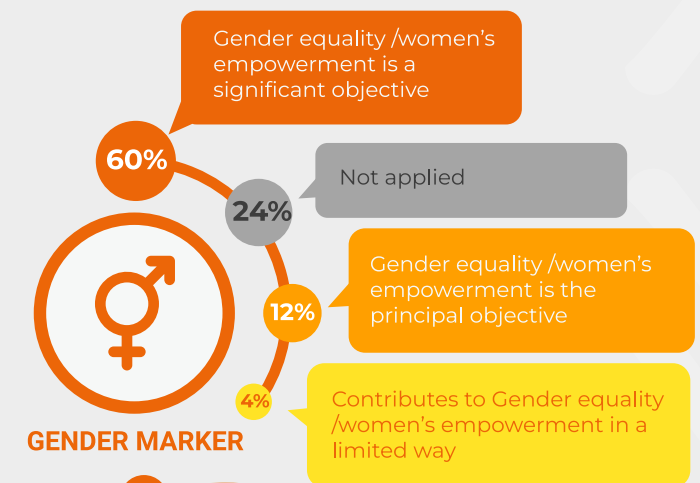 Gender equality /women's
empowerment is a
significant objective
60%
Not applied
24%
Gender equality /women's
empowerment is the
principal objective
12%
Contributes to Gender equality
/women's empowerment in a
limited way
4%
GENDER MARKER